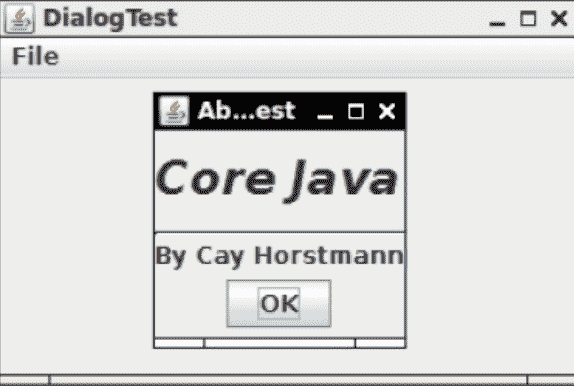 DialogTest
File
Ab...est
Core Java
By Cay Horstmann
OK